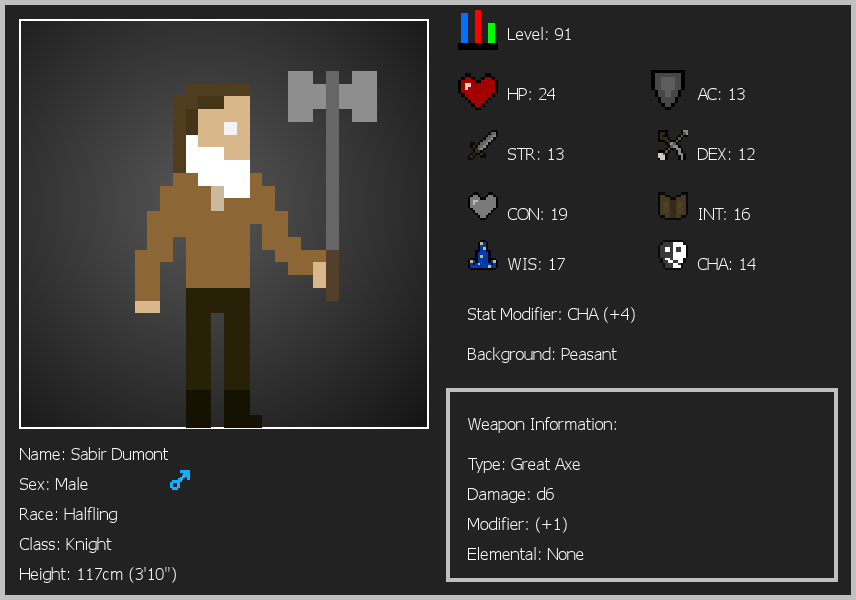 Level: 91
HP: 24
AC: 13
STR: 13
DEX: 12
CON: 19
INT: 16
WIS: 17
CHA: 14
Stat Modifier: CHA (+4)
Background: Peasant
Weapon Information:
Type: Great Axe
Damage: d6
Modifier: (+1)
Elemental: None
Name: Sabir Dumont
Sex: Male
Race: Halfling
Class: Knight
Height: 117cm (3'10")